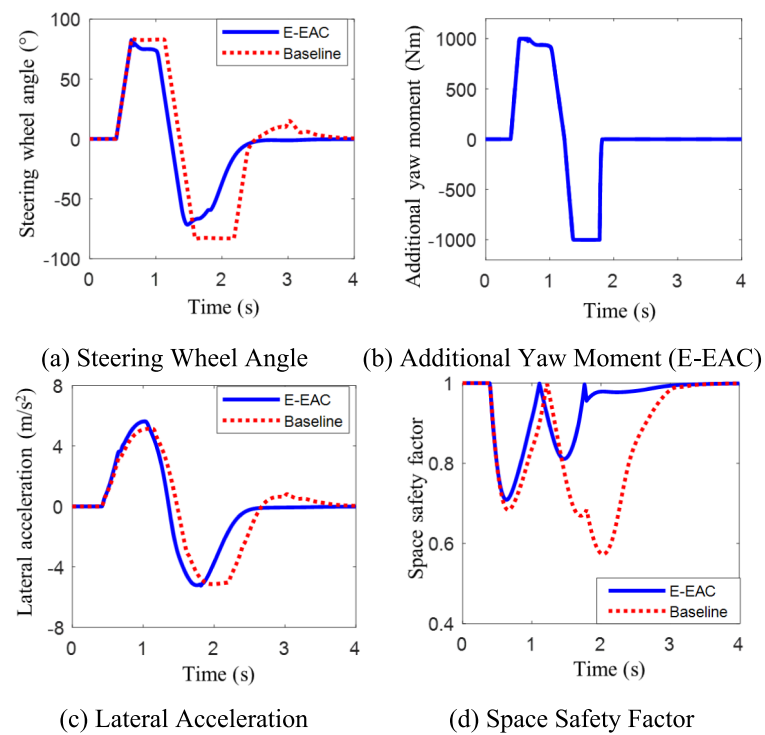 100
50
0
-50
-100
Steering wheel angle (°)
E-EAC
Baseline
0 1 2 3 4
Time (s)
1000
500
0
-500
-1000
Additional yaw moment (Nm)
0 1 2 3 4
Time (s)
(a) Steering Wheel Angle
(b) Additional Yaw Moment (E-EAC)
8
4
0
-4
-8
Lateral acceleration (m/s²)
E-EAC
Baseline
0 1 2 3 4
Time (s)
1
0.8
0.6
0.4
Space safety factor
E-EAC
Baseline
0 1 2 3 4
Time (s)
(c) Lateral Acceleration
(d) Space Safety Factor